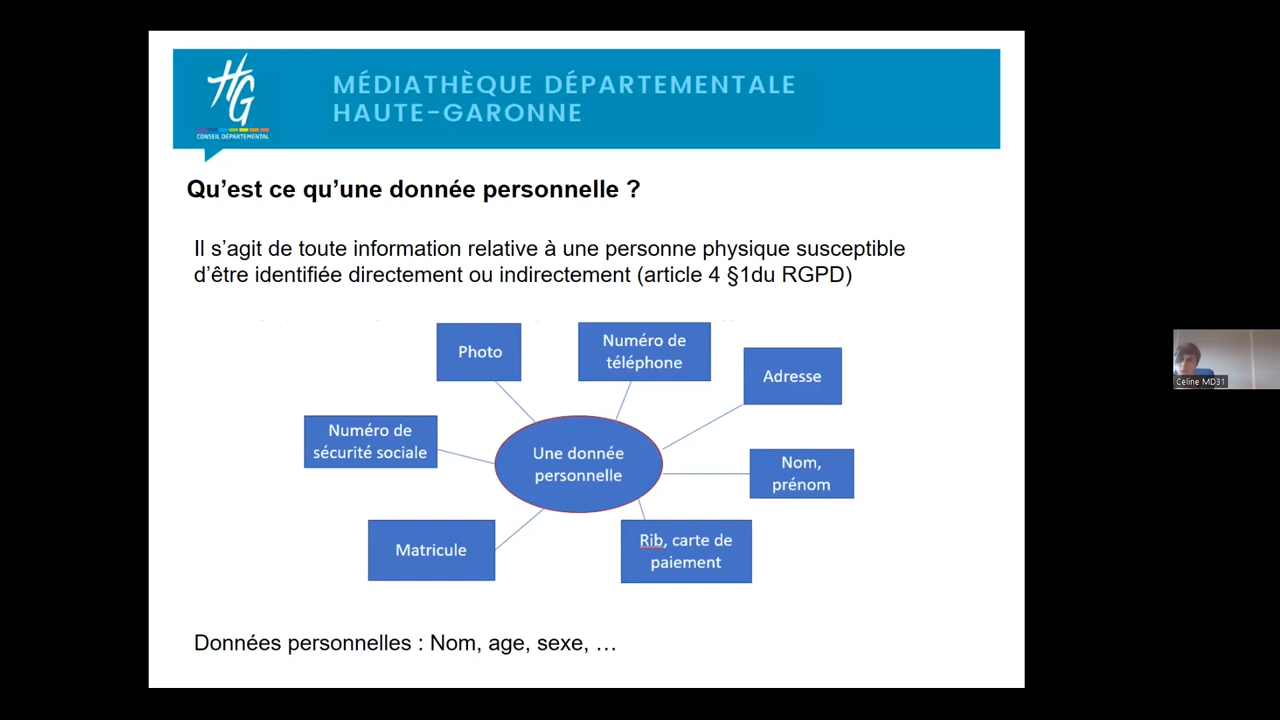 HG
CONSEIL DÉPARTEMENTAL
MÉDIATHÈQUE DÉPARTEMENTALE
HAUTE-GARONNE
Qu’est ce qu’une donnée personnelle ?
Il s’agit de toute information relative à une personne physique susceptible
d’être identifiée directement ou indirectement (article 4 §1du RGPD)
Photo
Numéro de
téléphone
Adresse
Numéro de
sécurité sociale
Une donnée
personnelle
Nom,
prénom
Matricule
Rib, carte de
paiement
Données personnelles : Nom, age, sexe, …
Celine MD31